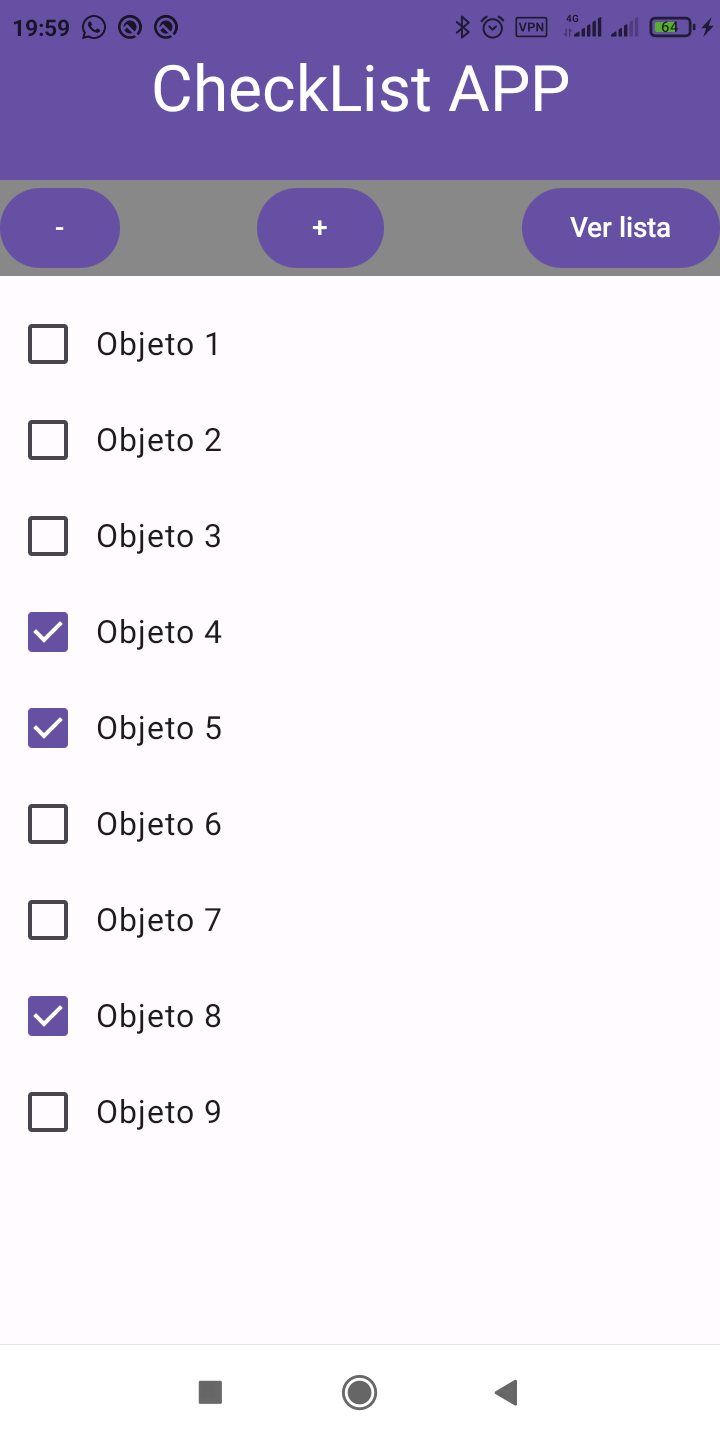 19:59 VPN 4G 64
CheckList APP
- + Ver lista
Objeto 1
Objeto 2
Objeto 3
Objeto 4
Objeto 5
Objeto 6
Objeto 7
Objeto 8
Objeto 9